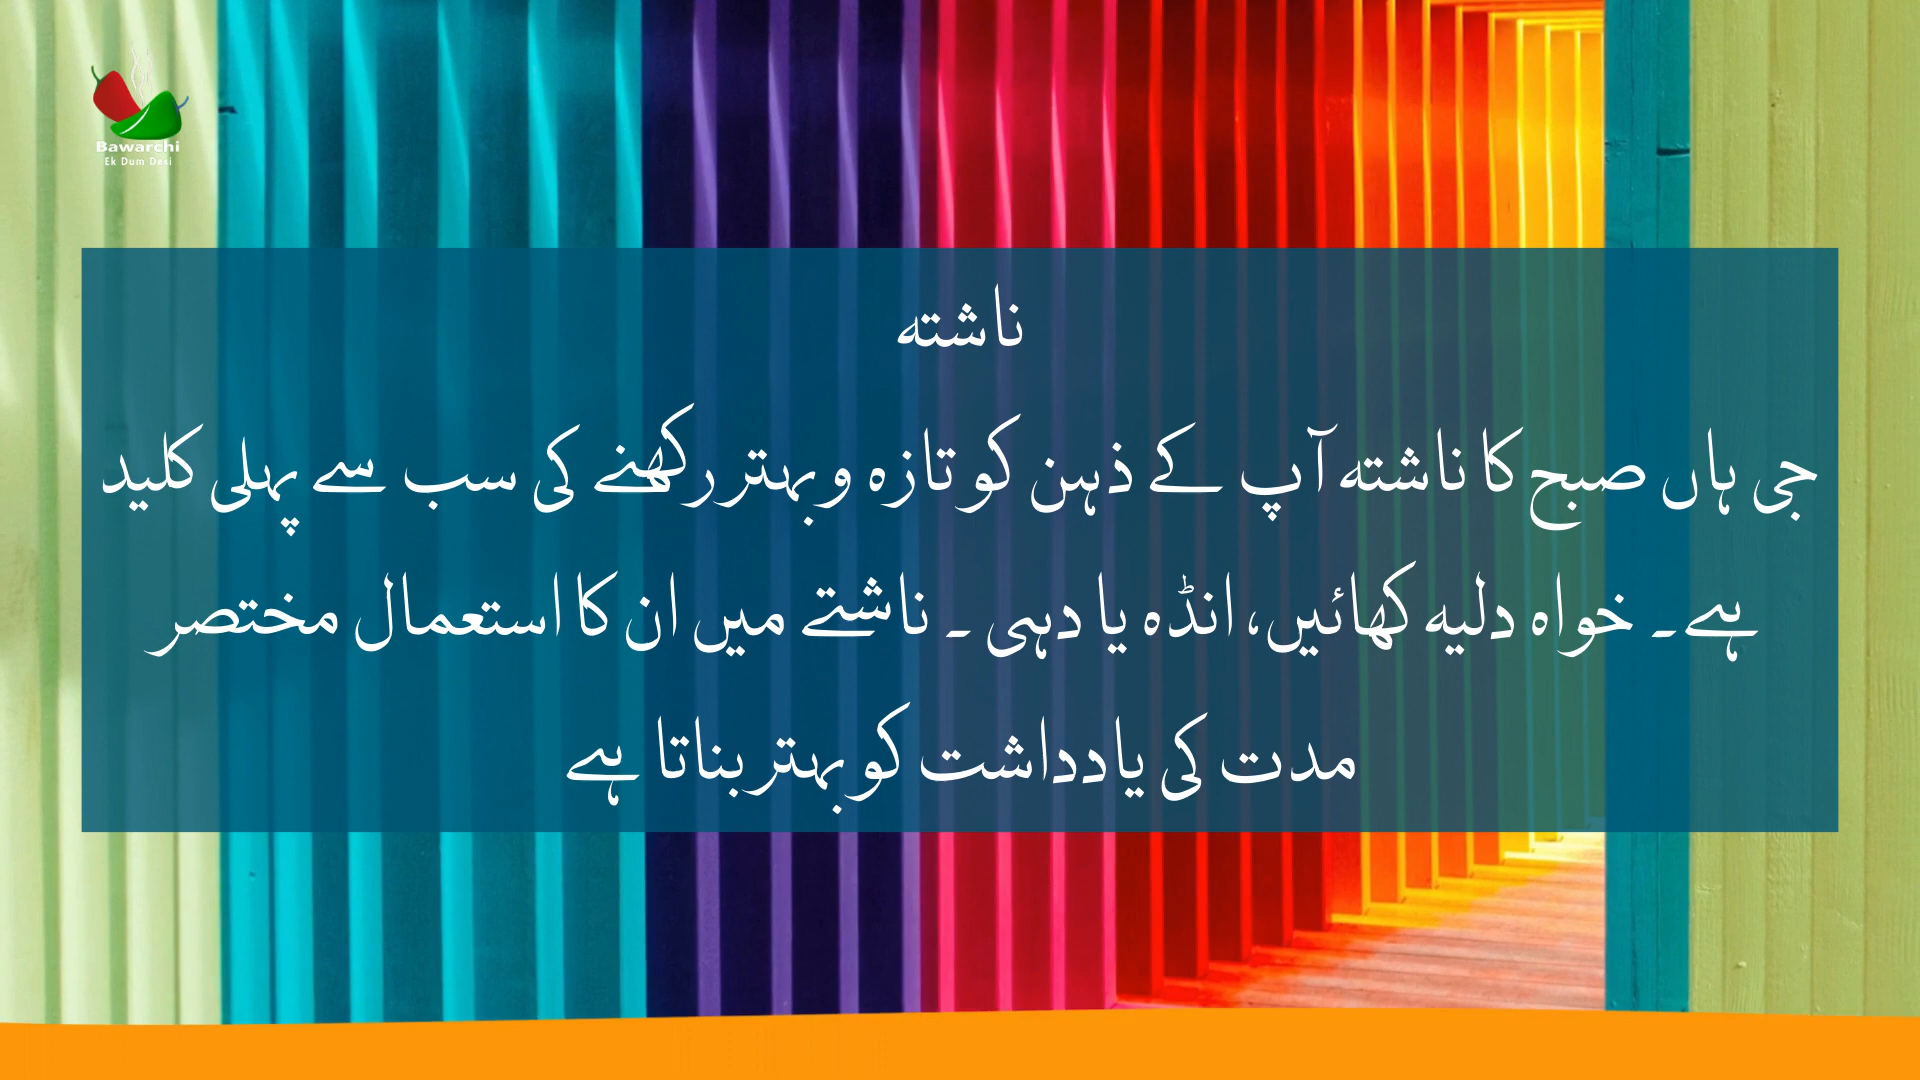 Bawarchi
Ek Dum Desi
ناشتہ
جی ہاں صبح کا ناشتہ آپ کے ذہن کو تازہ و بہتر رکھنے کی سب سے پہلی کلید
ہے۔ خواہ دلیہ کھائیں، انڈہ یا دہی ۔ ناشتے میں ان کا استعمال مختصر
مدت کی یادداشت کو بہتر بناتا ہے